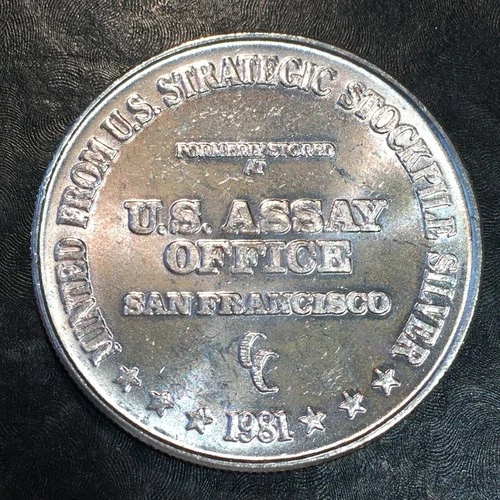 MINTED FROM U.S. STRATEGIC STOCKPILE SILVER
FORMERLY STORED
AT
U.S. ASSAY
OFFICE
SAN FRANCISCO
CC
1981